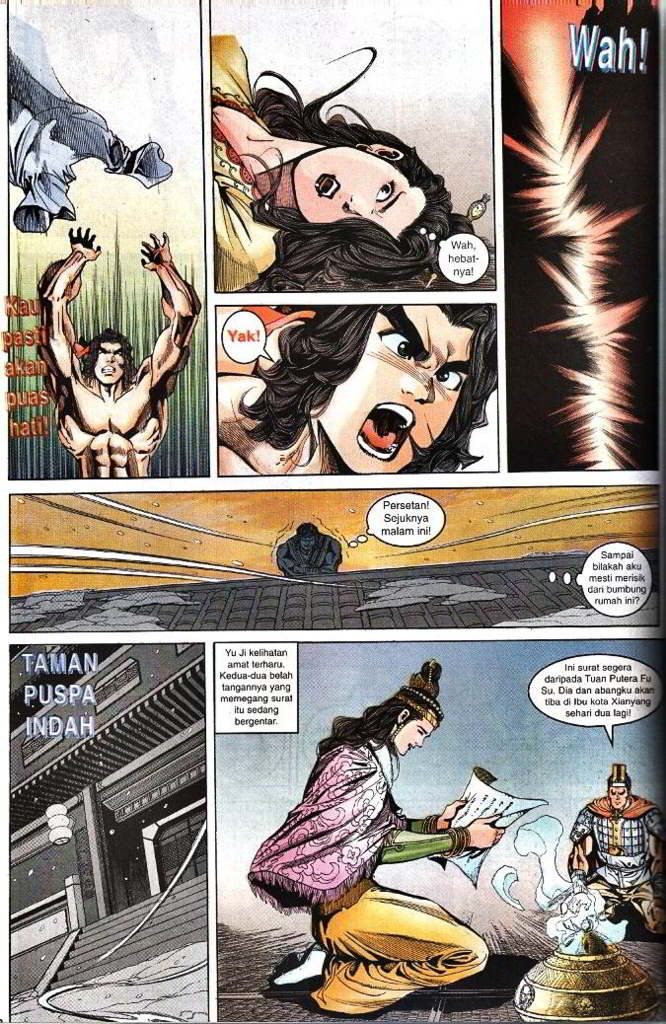 Kau
pasti
akan
puas
hati!
Wah,
hebat-
nya!
Yak!
Wah!
Persetan!
Sejuknya
malam ini!
Sampai
bilakah aku
mesti merisik
dari bumbung
rumah ini?
TAMAN
PUSPA
INDAH
Yu Ji kelihatan
amat terharu.
Kedua-dua belah
tangannya yang
memegang surat
itu sedang
bergentar.
Ini surat segera
daripada Tuan Putera Fu
Su. Dia dan abangku akan
tiba di Ibu kota Xianyang
sehari dua lagi!